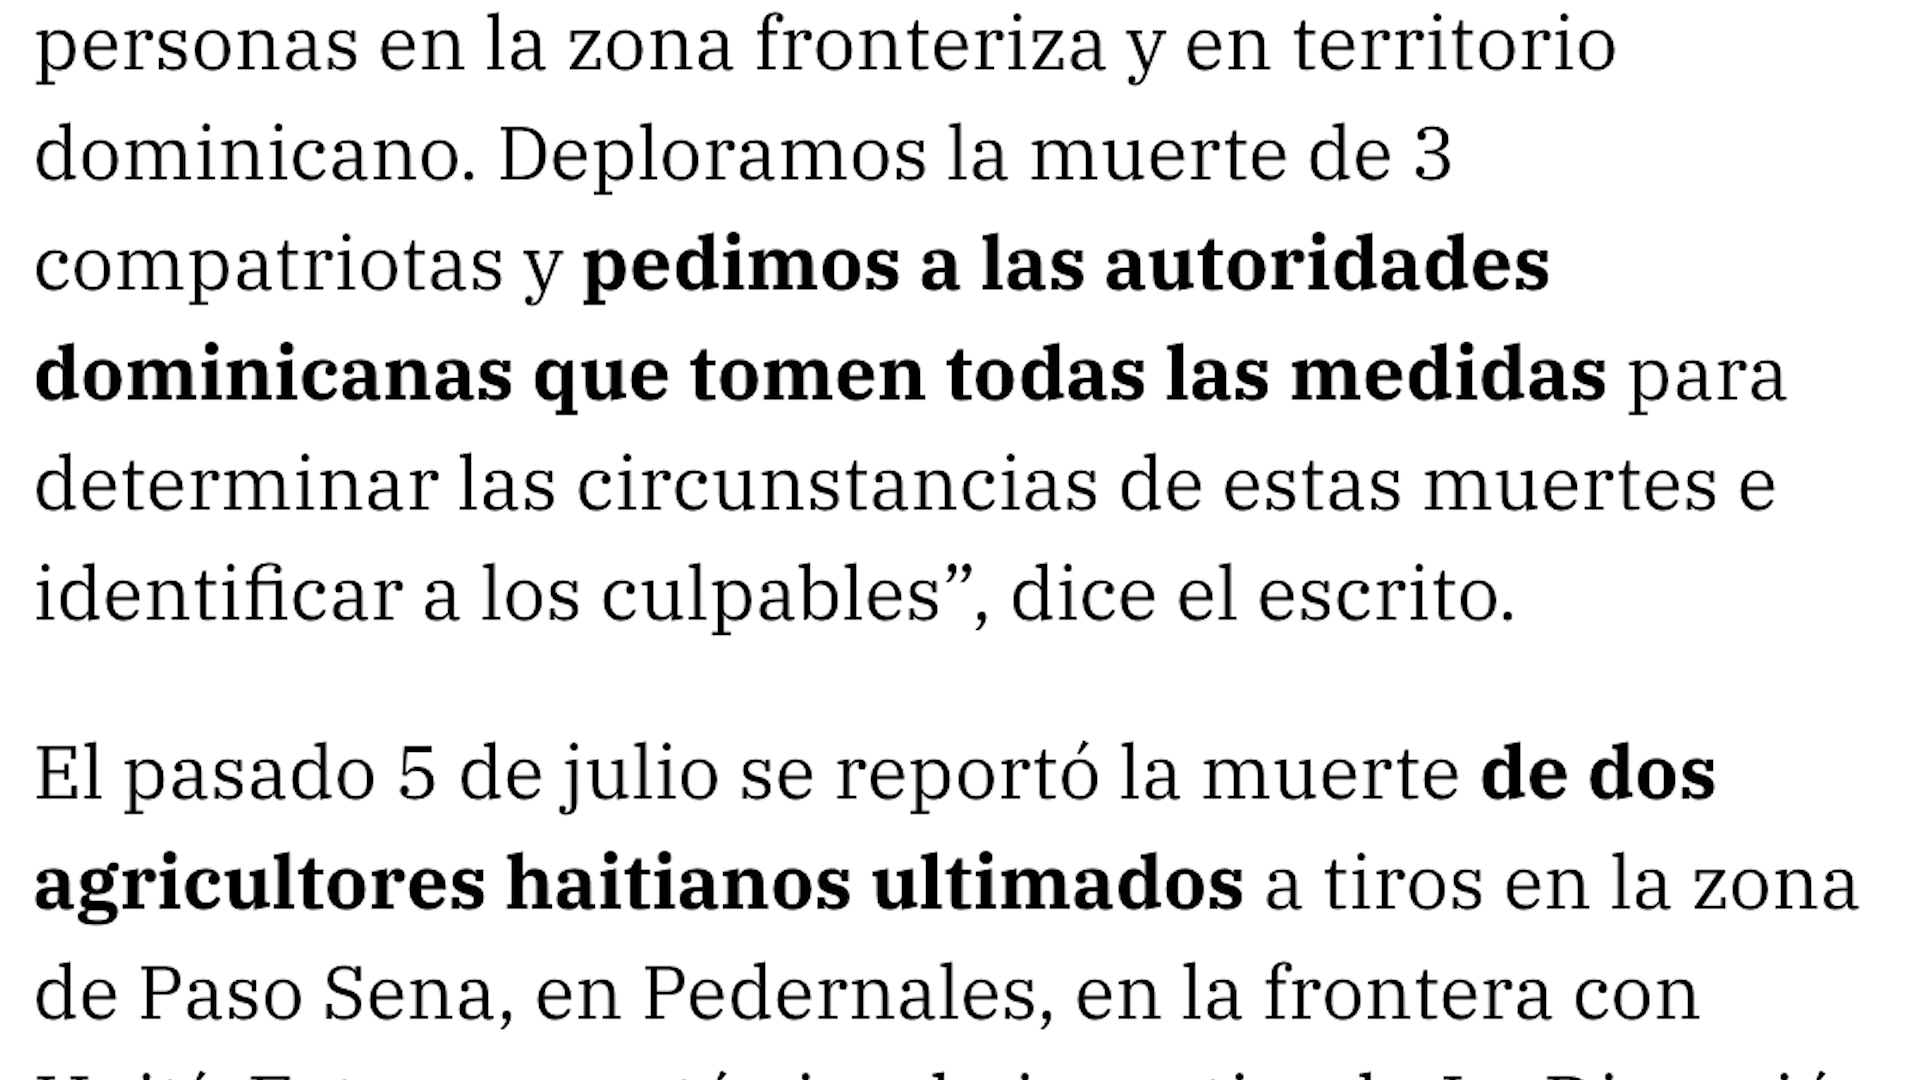 personas en la zona fronteriza y en territorio
dominicano. Deploramos la muerte de 3
compatriotas y pedimos a las autoridades
dominicanas que tomen todas las medidas para
determinar las circunstancias de estas muertes e
identificar a los culpables”, dice el escrito.
El pasado 5 de julio se reportó la muerte de dos
agricultores haitianos ultimados a tiros en la zona
de Paso Sena, en Pedernales, en la frontera con